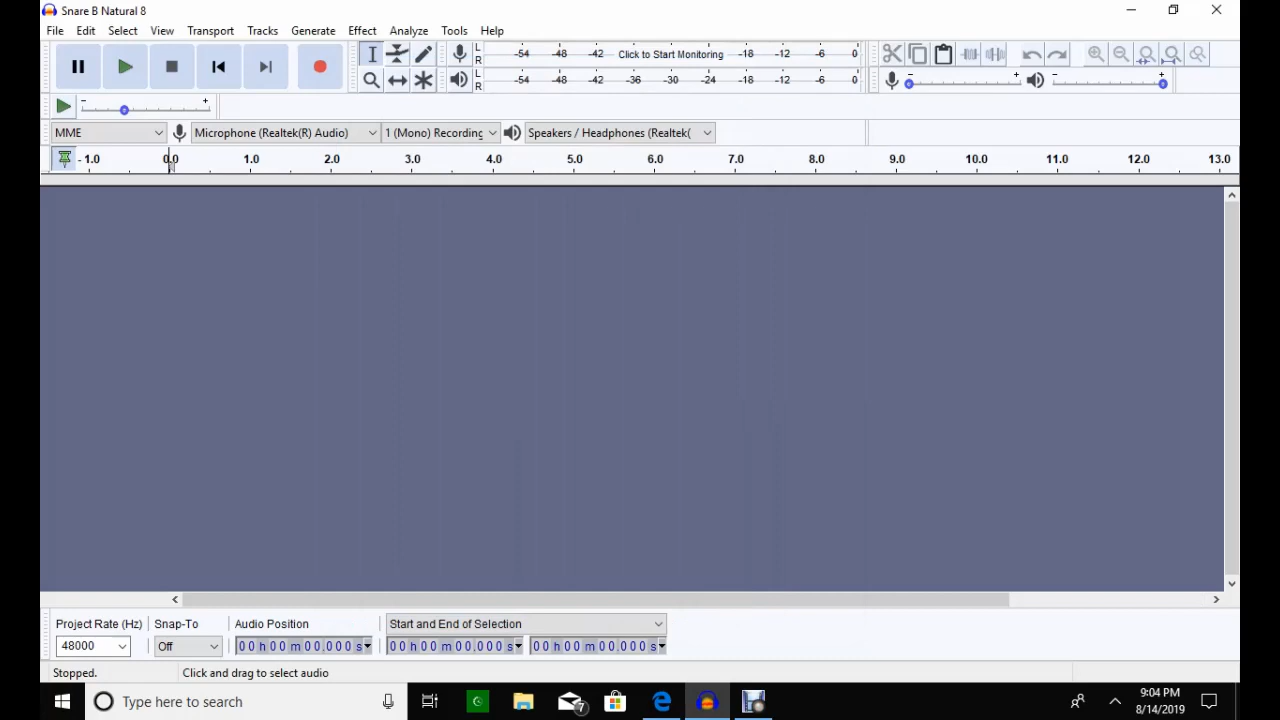 Snare B Natural 8
File Edit Select View Transport Tracks Generate Effect Analyze Tools Help
L -54 -48 -42 Click to Start Monitoring -18 -12 -6 0
R
L -54 -48 -42 -36 -30 -24 -18 -12 -6 0
R
MME Microphone (Realtek(R) Audio) 1 (Mono) Recording Speakers / Headphones (Realtek(
- 1.0 0.0 1.0 2.0 3.0 4.0 5.0 6.0 7.0 8.0 9.0 10.0 11.0 12.0 13.0
Project Rate (Hz) Snap-To Audio Position Start and End of Selection
48000 Off 00 h 00 m 00.000 s 00 h 00 m 00.000 s 00 h 00 m 00.000 s
Stopped. Click and drag to select audio
Type here to search 7 9:04 PM
8/14/2019